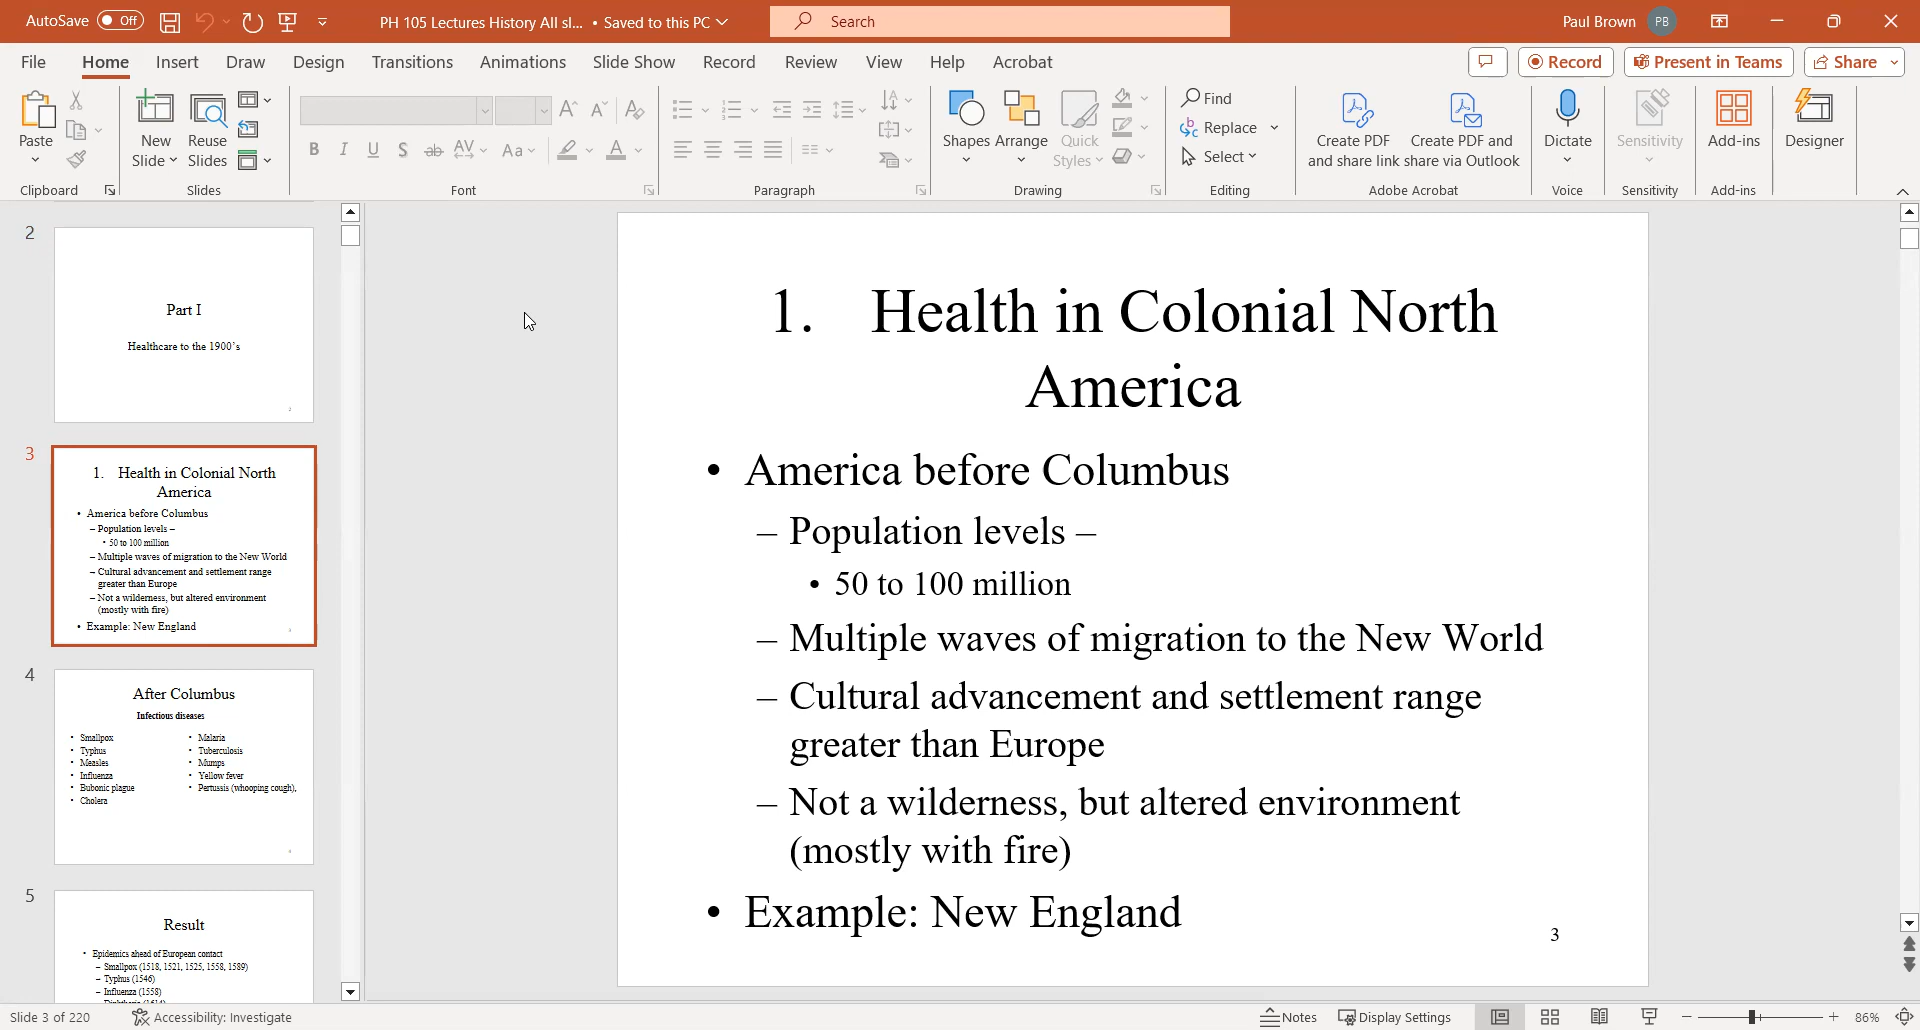 AutoSave Off PH 105 Lectures History All sl... • Saved to this PC Search Paul Brown PB
File Home Insert Draw Design Transitions Animations Slide Show Record Review View Help Acrobat Record Present in Teams Share
Paste New Slide Reuse Slides
B I U S ab AV Aa A
Shapes Arrange Quick Styles
Find
Replace
Select
Create PDF and share link Create PDF and share via Outlook
Dictate Sensitivity Add-ins Designer
Clipboard Slides Font Paragraph Drawing Editing Adobe Acrobat Voice Sensitivity Add-ins
2
Part I
Healthcare to the 1900's
2
3
1. Health in Colonial North
America
• America before Columbus
– Population levels –
• 50 to 100 million
– Multiple waves of migration to the New World
– Cultural advancement and settlement range
greater than Europe
– Not a wilderness, but altered environment
(mostly with fire)
• Example: New England
4
After Columbus
Infectious diseases
• Smallpox
• Typhus
• Measles
• Influenza
• Bubonic plague
• Cholera
• Malaria
• Tuberculosis
• Mumps
• Yellow fever
• Pertussis (whooping cough),
5
Result
• Epidemics ahead of European contact
– Smallpox (1518, 1521, 1525, 1558, 1589)
– Typhus (1546)
– Influenza (1558)
1. Health in Colonial North
America
• America before Columbus
– Population levels –
• 50 to 100 million
– Multiple waves of migration to the New World
– Cultural advancement and settlement range
greater than Europe
– Not a wilderness, but altered environment
(mostly with fire)
• Example: New England
3
Slide 3 of 220 Accessibility: Investigate Notes Display Settings 86%